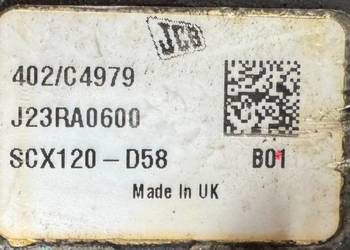 JCB
402/C4979
J23RA0600
SCX120-D58 B01
Made In UK